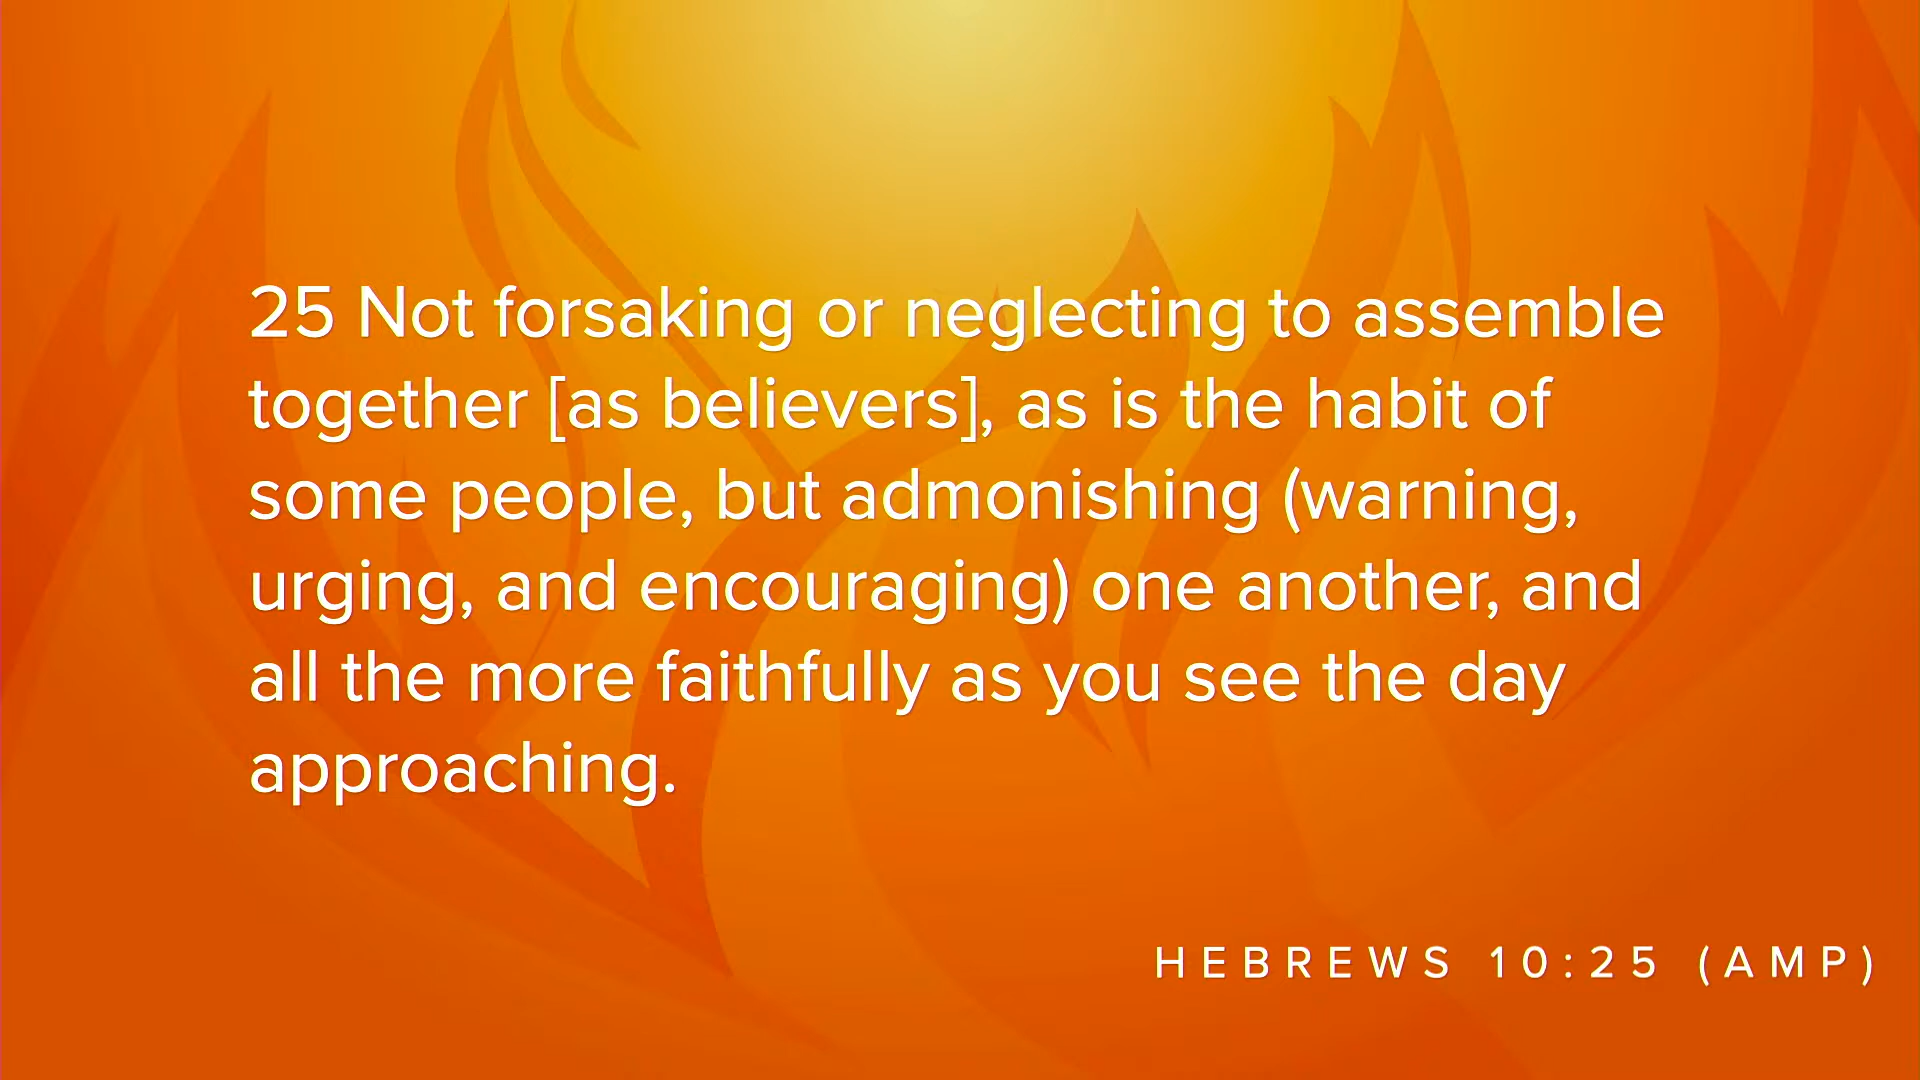 25 Not forsaking or neglecting to assemble
together [as believers], as is the habit of
some people, but admonishing (warning,
urging, and encouraging) one another, and
all the more faithfully as you see the day
approaching.
HEBREWS 10:25 (AMP)